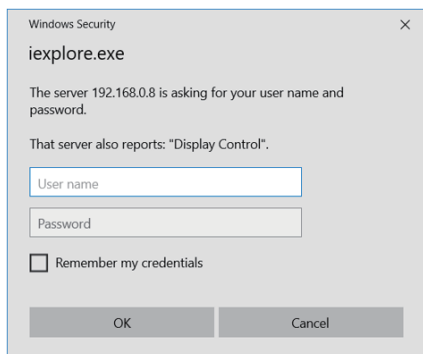 Windows Security
iexplore.exe
The server 192.168.0.8 is asking for your user name and
password.
That server also reports: "Display Control".
User name
Password
Remember my credentials
OK
Cancel